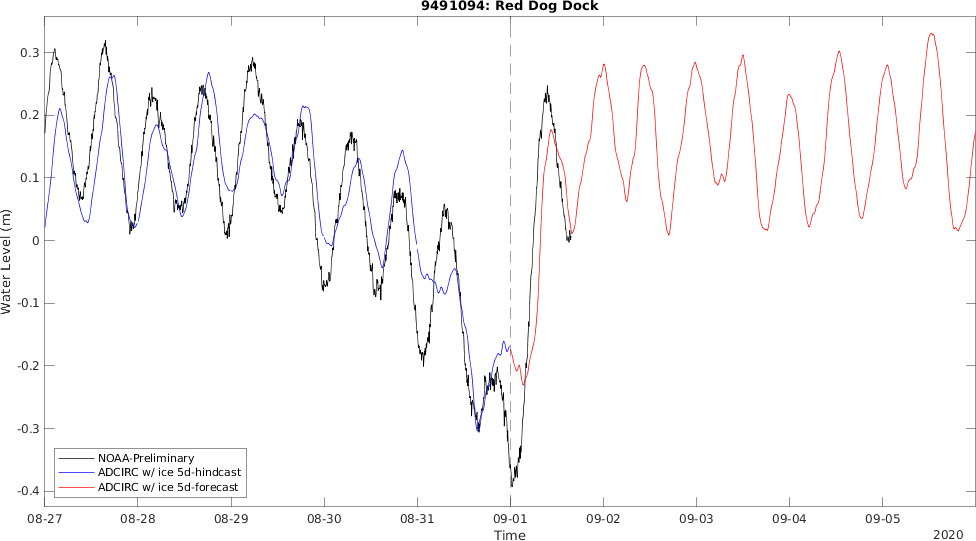 9491094: Red Dog Dock
Water Level (m)
0.3
0.2
0.1
0
-0.1
-0.2
-0.3
-0.4
NOAA-Preliminary
ADCIRC w/ ice 5d-hindcast
ADCIRC w/ ice 5d-forecast
08-27 08-28 08-29 08-30 08-31 09-01 09-02 09-03 09-04 09-05
Time
2020